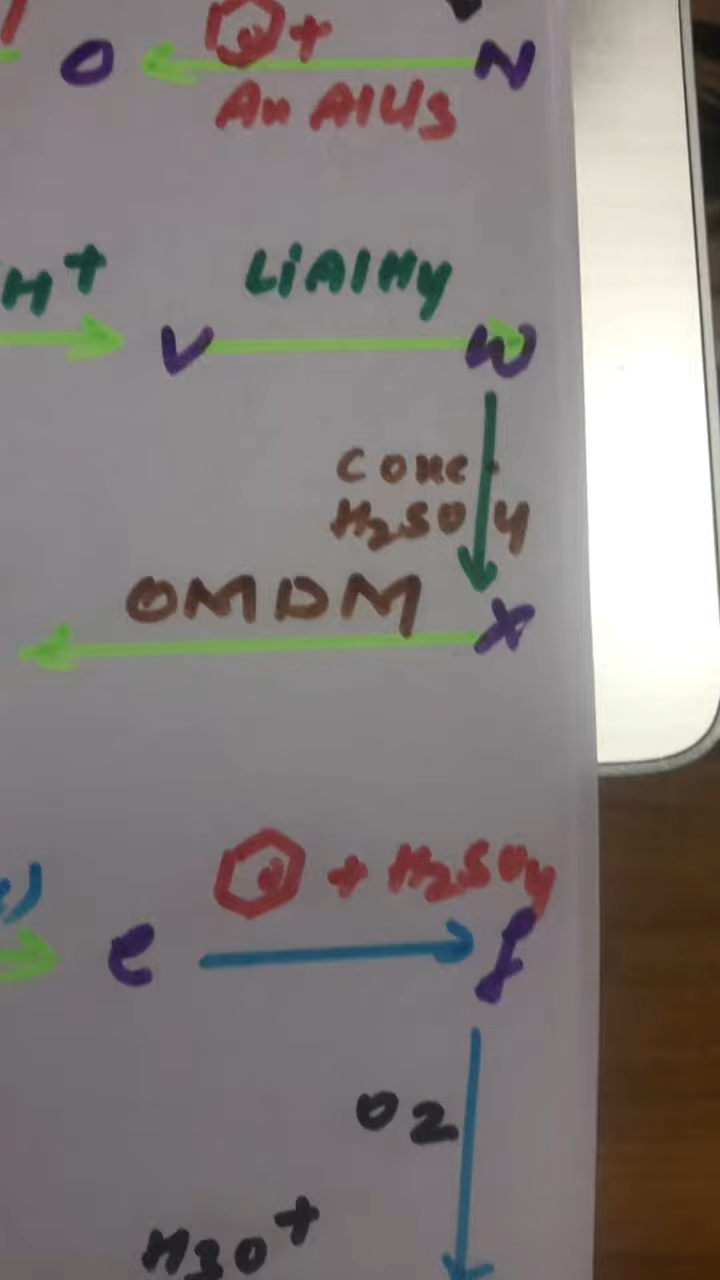 O + N
An AlCl3
H+ LiAlH4
V W
Conc.
H2SO4
OMDM
X
) + H2SO4
e f
O2
H3O+